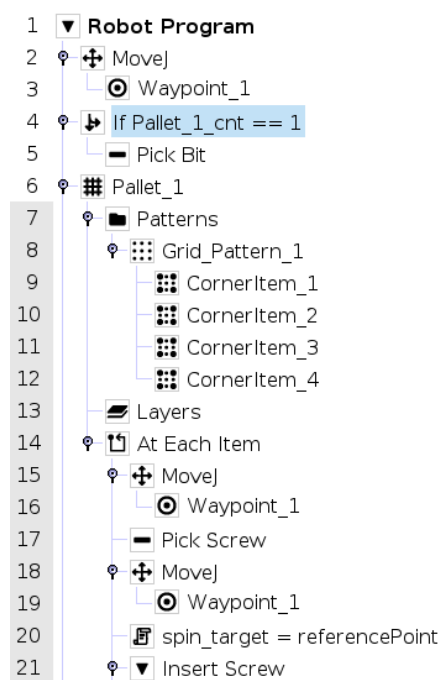 1 Robot Program
2 MoveJ
3 Waypoint_1
4 If Pallet_1_cnt == 1
5 Pick Bit
6 Pallet_1
7 Patterns
8 Grid_Pattern_1
9 CornerItem_1
10 CornerItem_2
11 CornerItem_3
12 CornerItem_4
13 Layers
14 At Each Item
15 MoveJ
16 Waypoint_1
17 Pick Screw
18 MoveJ
19 Waypoint_1
20 spin_target = referencePoint
21 Insert Screw